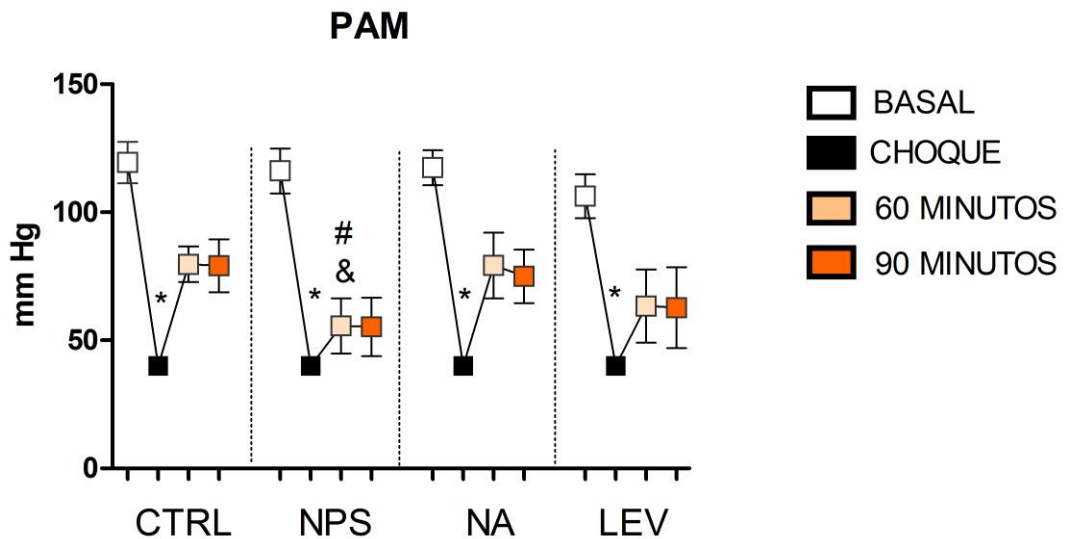 PAM
mm Hg
150
100
50
0
*
*
#
&
*
*
CTRL
NPS
NA
LEV
BASAL
CHOQUE
60 MINUTOS
90 MINUTOS